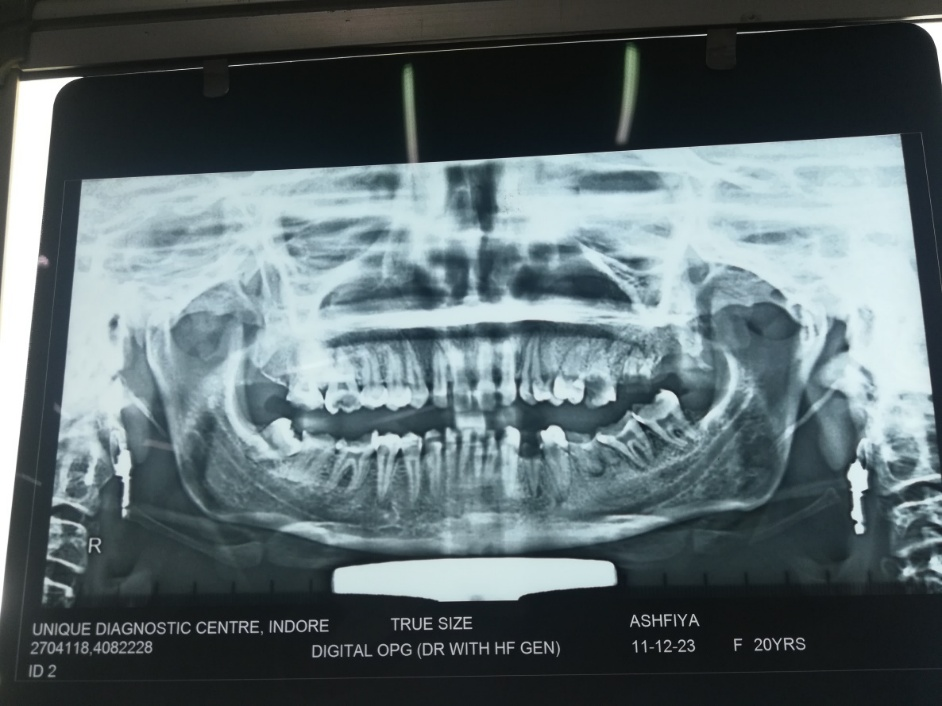 R
UNIQUE DIAGNOSTIC CENTRE, INDORE TRUE SIZE ASHFIYA
2704118,4082228 DIGITAL OPG (DR WITH HF GEN) 11-12-23 F 20YRS
ID 2